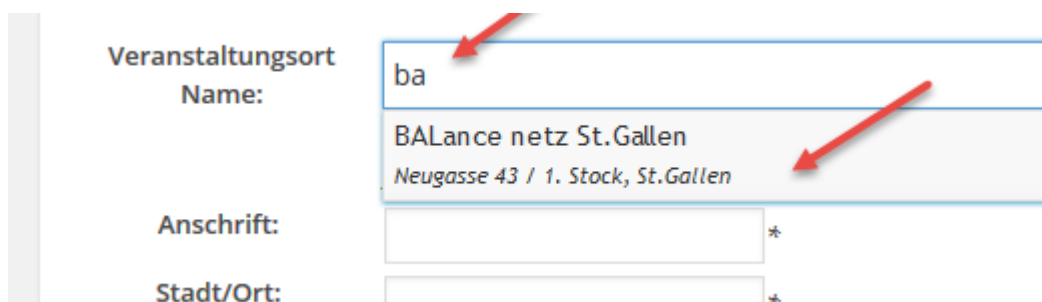 Veranstaltungsort
Name:
ba
BALance netz St.Gallen
Neugasse 43 / 1. Stock, St.Gallen
Anschrift:
*
Stadt/Ort:
*